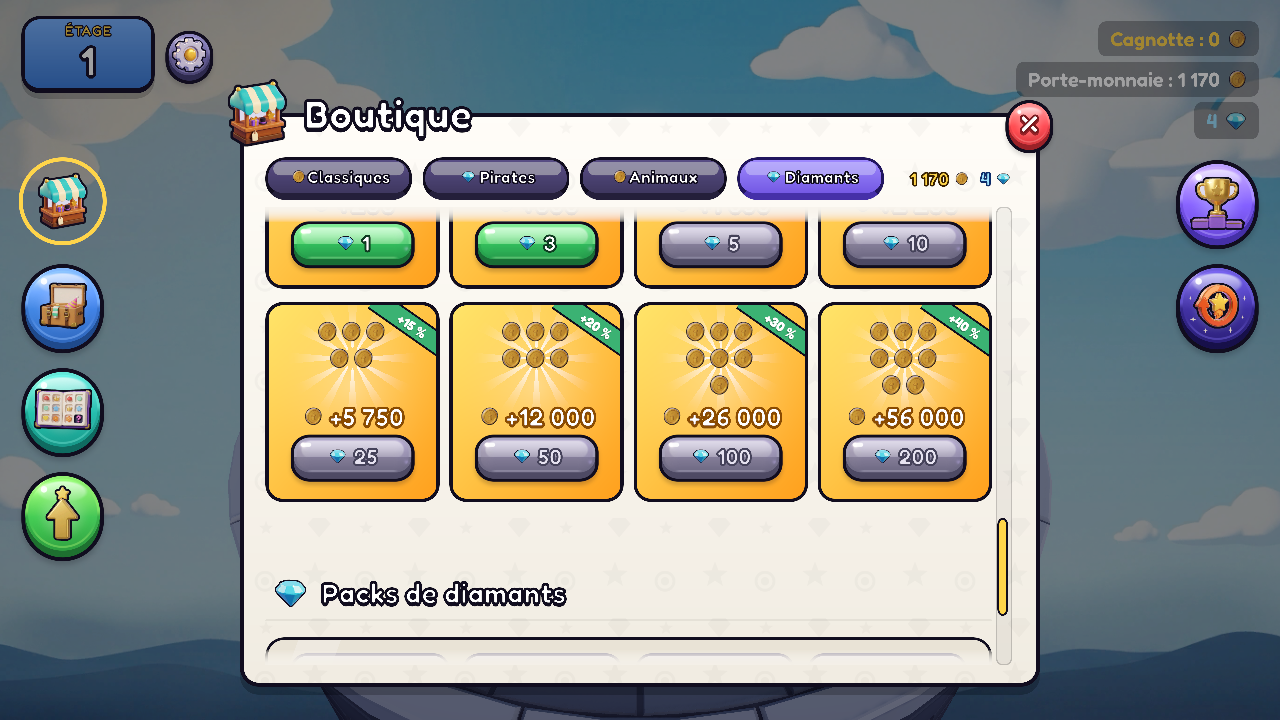 ÉTAGE
1
Cagnotte : 0
Porte-monnaie : 1 170
4
Boutique
Classiques
Pirates
Animaux
Diamants
1 170
4
1
3
5
10
+15 %
+20 %
+30 %
+40 %
+5 750
+12 000
+26 000
+56 000
25
50
100
200
Packs de diamants